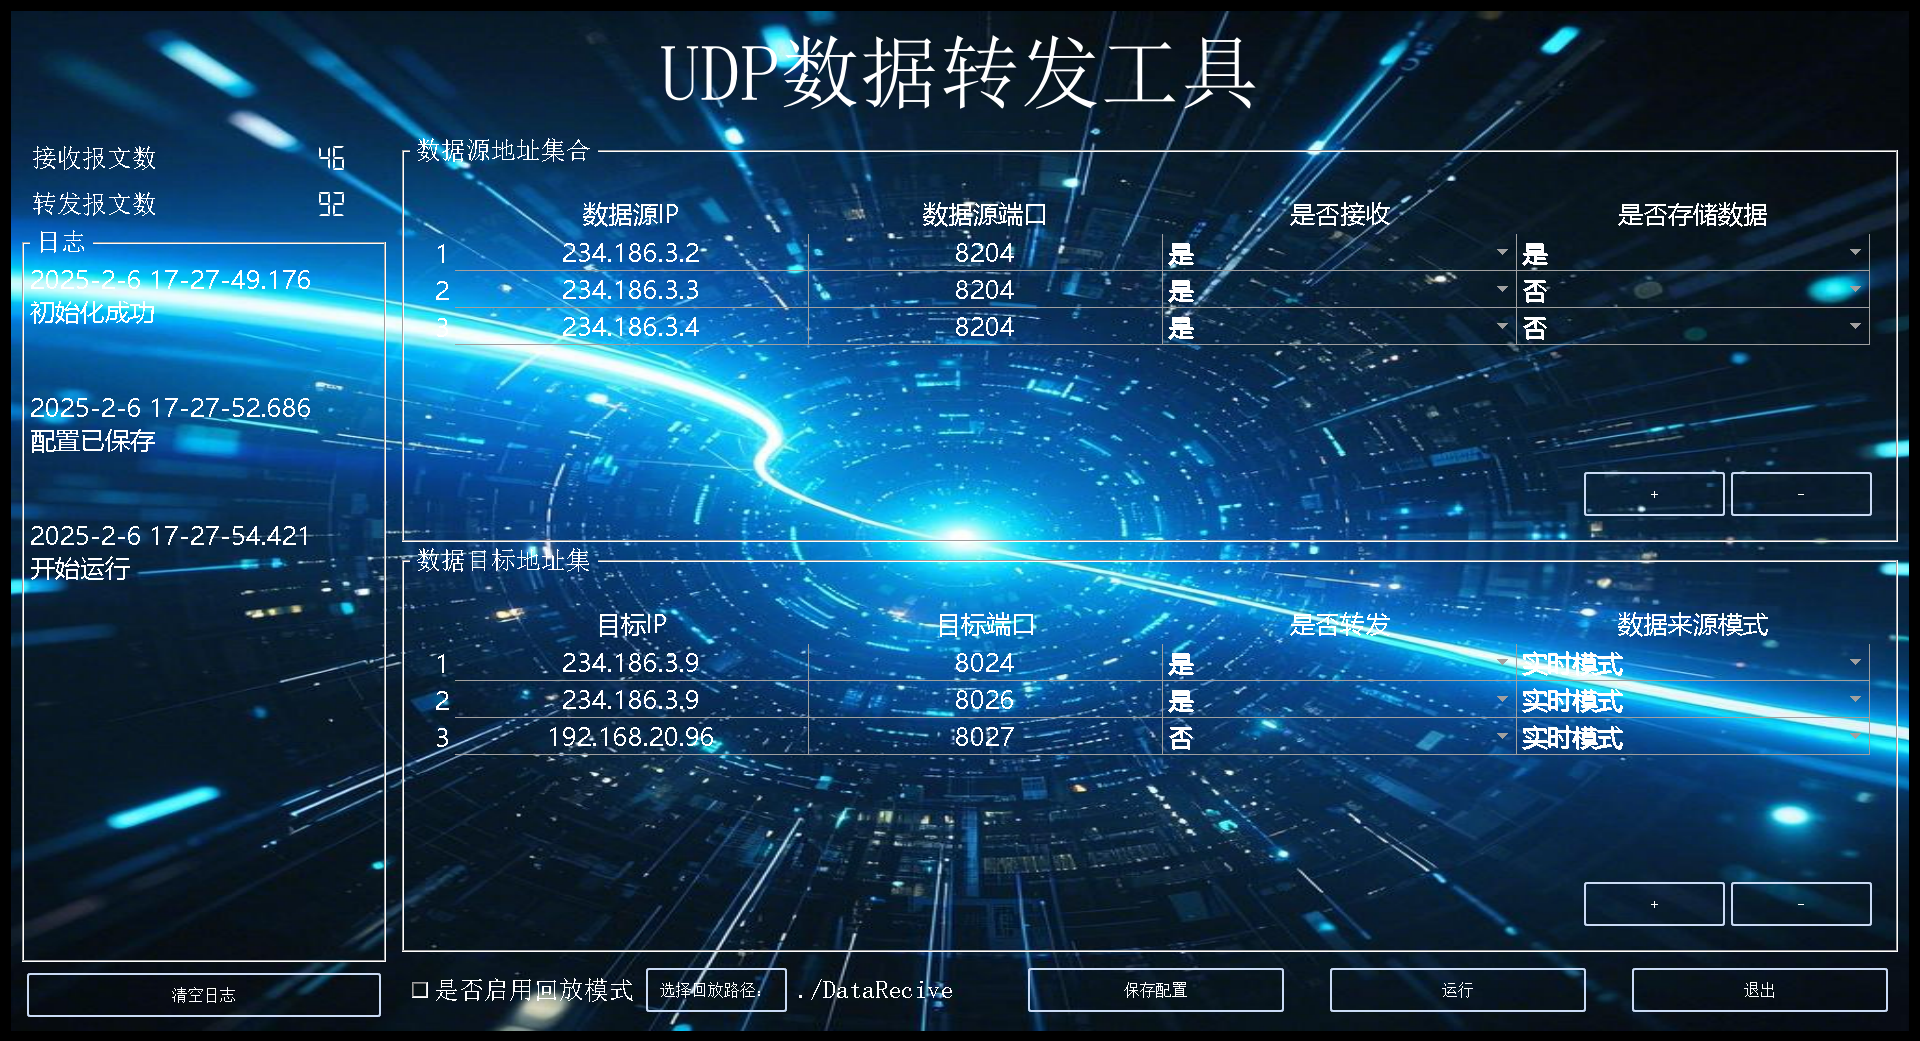 UDP数据转发工具
接收报文数 46
转发报文数 92
日志
2025-2-6 17-27-49.176
初始化成功
2025-2-6 17-27-52.686
配置已保存
2025-2-6 17-27-54.421
开始运行
清空日志
数据源地址集合
数据源IP 数据源端口 是否接收 是否存储数据
1 234.186.3.2 8204 是 是
2 234.186.3.3 8204 是 否
3 234.186.3.4 8204 是 否
+ -
数据目标地址集
目标IP 目标端口 是否转发 数据来源模式
1 234.186.3.9 8024 是 实时模式
2 234.186.3.9 8026 是 实时模式
3 192.168.20.96 8027 否 实时模式
+ -
是否启用回放模式 选择回放路径: ./DataRecive 保存配置 运行 退出